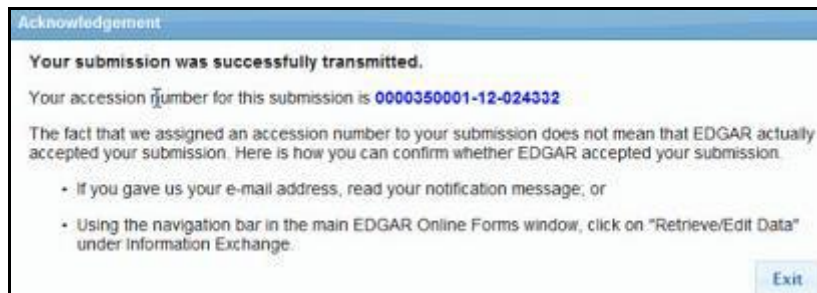 Acknowledgement
Your submission was successfully transmitted.
Your accession number for this submission is 0000350001-12-024332
The fact that we assigned an accession number to your submission does not mean that EDGAR actually
accepted your submission. Here is how you can confirm whether EDGAR accepted your submission.
• If you gave us your e-mail address, read your notification message; or
• Using the navigation bar in the main EDGAR Online Forms window, click on "Retrieve/Edit Data"
under Information Exchange.
Exit